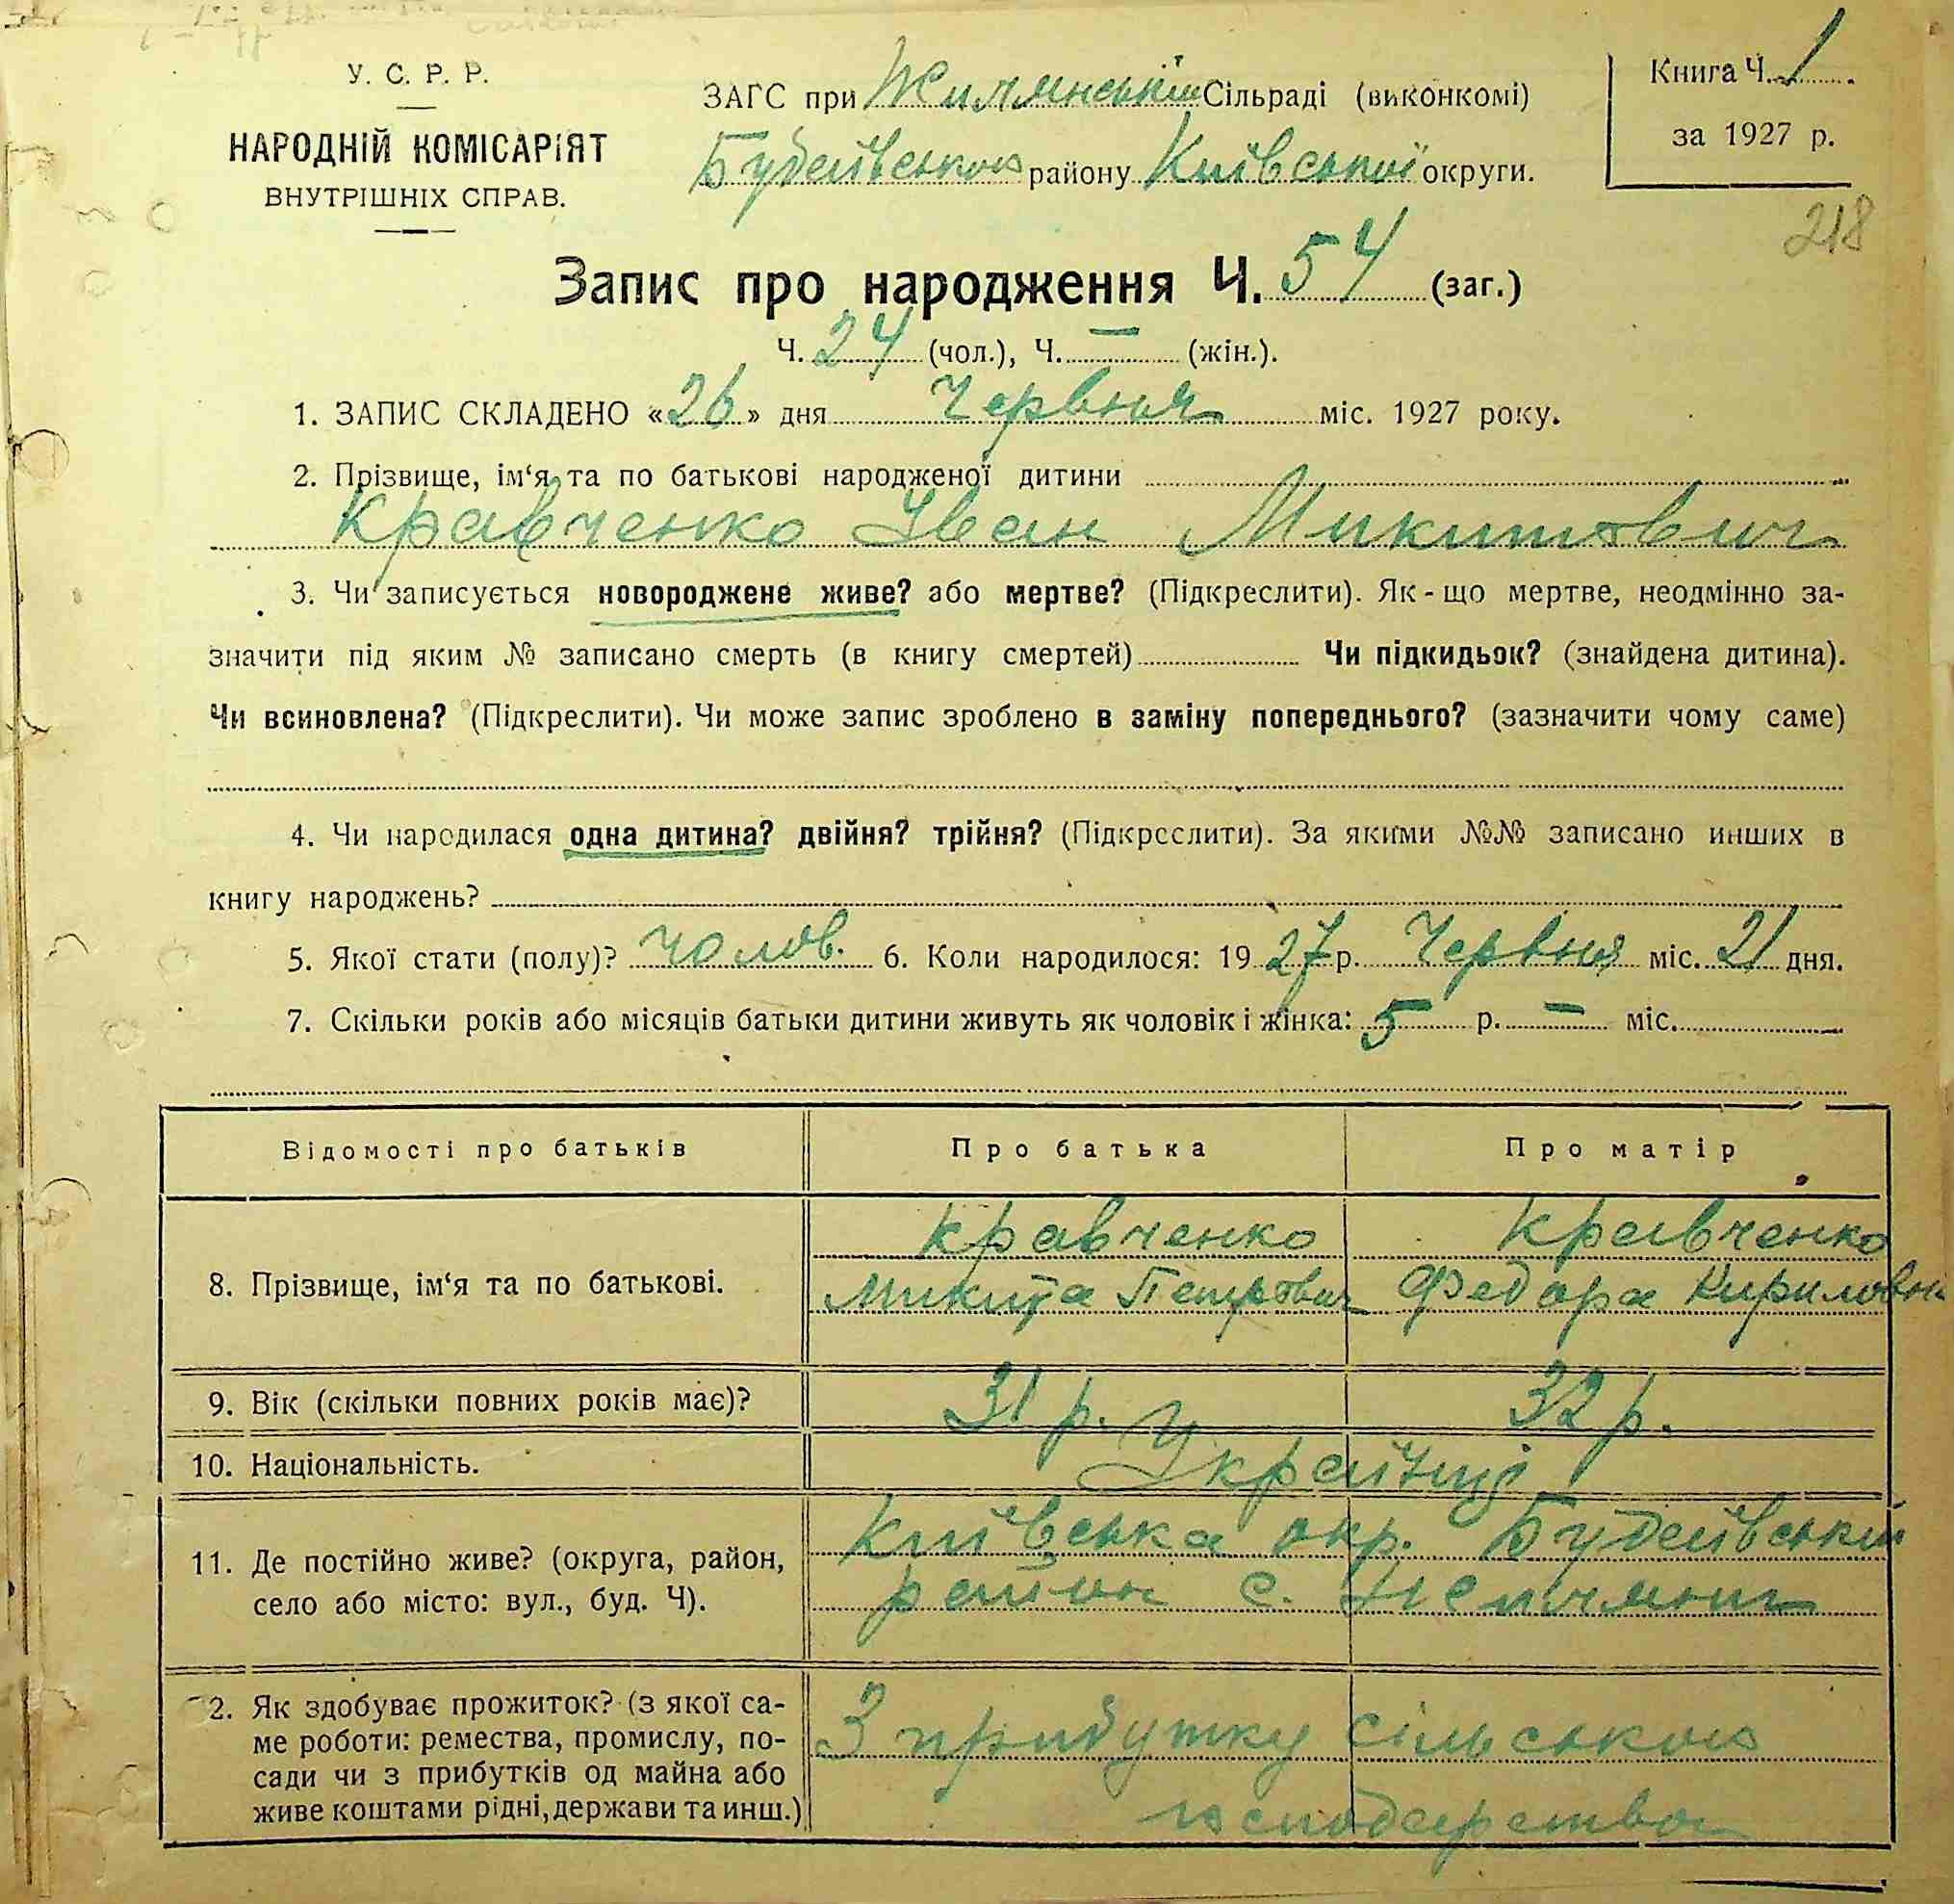 У. С. Р. Р.
НАРОДНІЙ КОМІСАРІЯТ
ВНУТРІШНІХ СПРАВ.
ЗАГС при Сільраді (виконкомі)
Будаївського району Київської округи.
Книга Ч. 1
за 1927 р.
218
Запис про народження Ч. 54 (заг.)
Ч. 24 (чол.), Ч. — (жін.).
1. ЗАПИС СКЛАДЕНО «26» дня Червня міс. 1927 року.
2. Прізвище, ім‘я та по батькові народженої дитини
Кравченко Іван Микитович
3. Чи записується новороджене живе? або мертве? (Підкреслити). Як-що мертве, неодмінно за-
значити під яким № записано смерть (в книгу смертей) Чи підкидьок? (знайдена дитина).
Чи всиновлена? (Підкреслити). Чи може запис зроблено в заміну попереднього? (зазначити чому саме)
4. Чи народилася одна дитина? двійня? трійня? (Підкреслити). За якими №№ записано инших в
книгу народжень?
5. Якої стати (полу)? чолов. 6. Коли народилося: 1927 р. Червня міс. 21 дня.
7. Скільки років або місяців батьки дитини живуть як чоловік і жінка: 5 р. — міс.
Відомості про батьків Про батька Про матір
8. Прізвище, ім‘я та по батькові.
Кравченко Микита Петрович
Кравченко Федора Кириловна
9. Вік (скільки повних років має)? 31 р. 32 р.
10. Національність. Українці
11. Де постійно живе? (округа, район,
село або місто: вул., буд. Ч).
Київська окр. Будаївський
район с.
2. Як здобуває прожиток? (з якої са-
ме роботи: ремества, промислу, по-
сади чи з прибутків од майна або
живе коштами рідні, держави та инш.)
З прибутку сільського
господарства